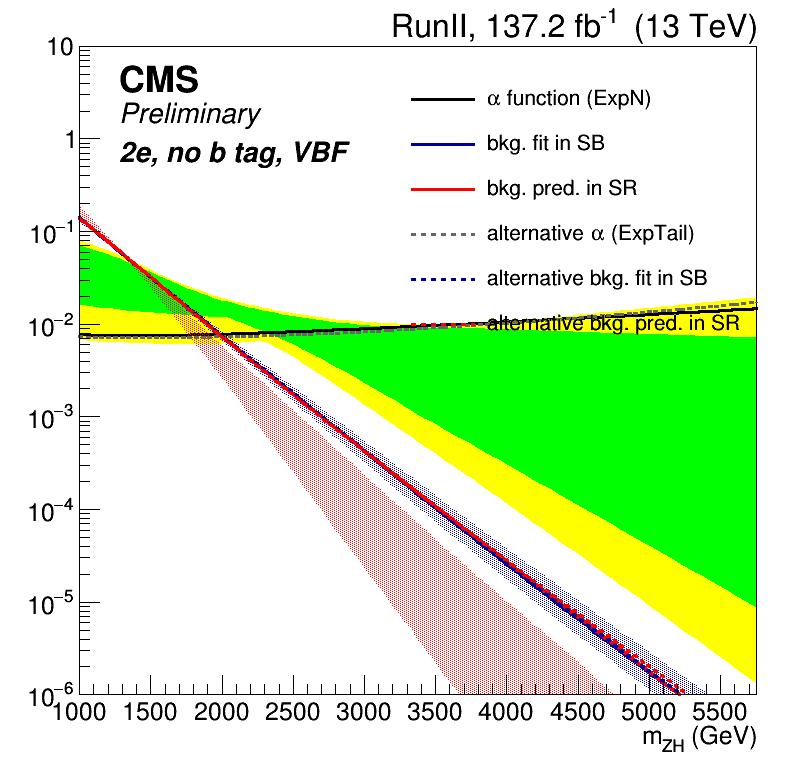 RunII, 137.2 fb⁻¹ (13 TeV)
10
CMS
Preliminary
2e, no b tag, VBF
α function (ExpN)
bkg. fit in SB
bkg. pred. in SR
alternative α (ExpTail)
alternative bkg. fit in SB
alternative bkg. pred. in SR
1
10⁻¹
10⁻²
10⁻³
10⁻⁴
10⁻⁵
10⁻⁶
1000 1500 2000 2500 3000 3500 4000 4500 5000 5500
m_ZH (GeV)